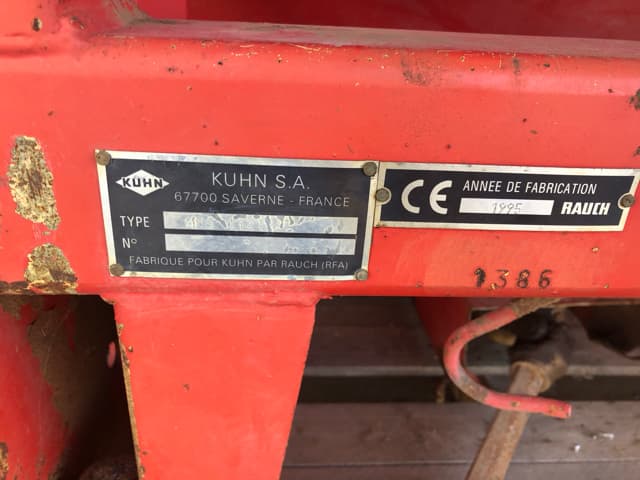 KUHN
KUHN S.A.
67700 SAVERNE - FRANCE
TYPE
N°
FABRIQUE POUR KUHN PAR RAUCH (RFA)
CE
ANNEE DE FABRICATION
1995 RAUCH
1386